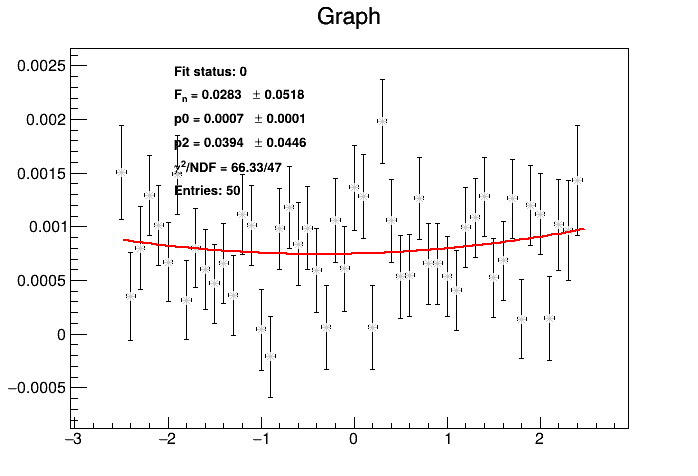 Graph
Fit status: 0
Fn = 0.0283 ± 0.0518
p0 = 0.0007 ± 0.0001
p2 = 0.0394 ± 0.0446
χ²/NDF = 66.33/47
Entries: 50
0.0025
0.002
0.0015
0.001
0.0005
0
−0.0005
−3 −2 −1 0 1 2